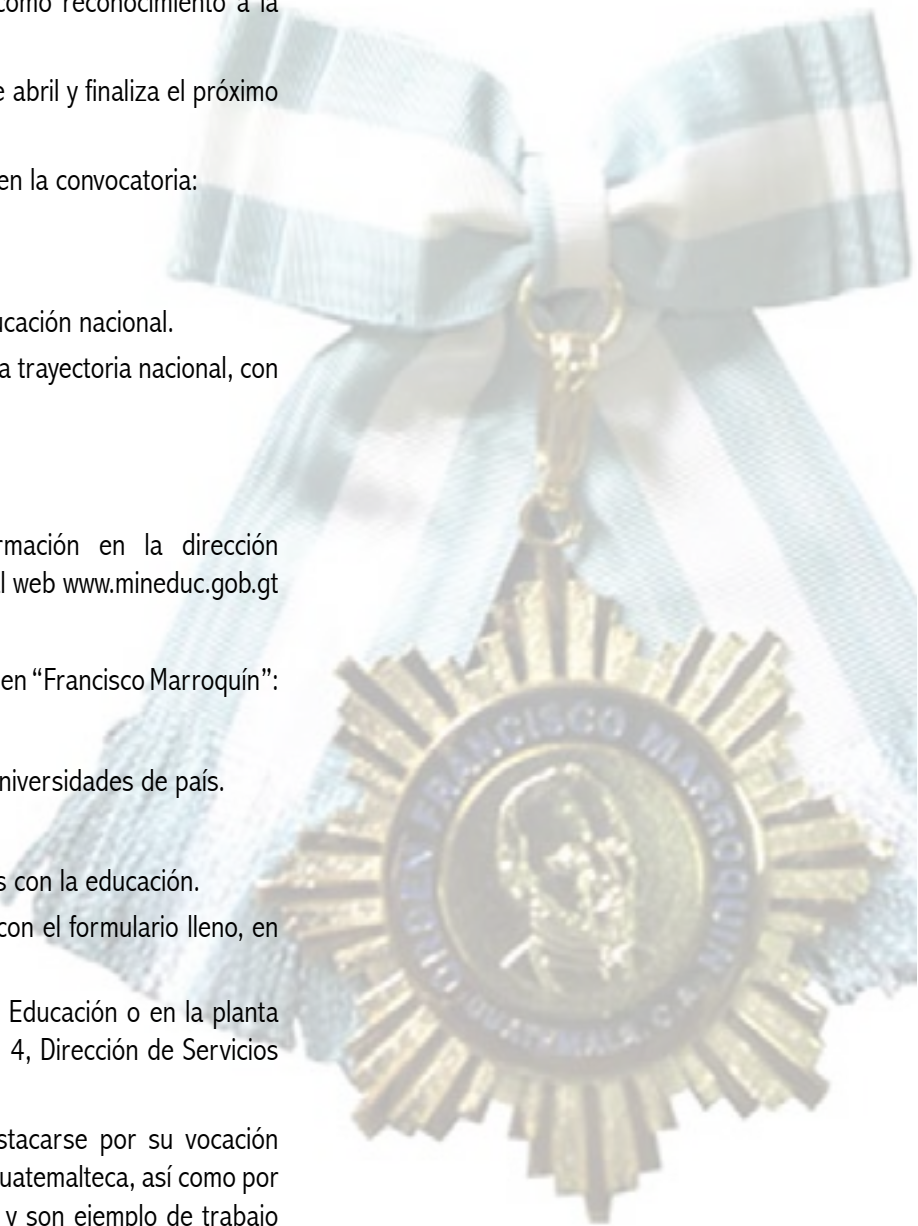 como reconocimiento a la
e abril y finaliza el próximo
en la convocatoria:
ucación nacional.
a trayectoria nacional, con
rmación en la dirección
l web www.mineduc.gob.gt
en “Francisco Marroquín”:
niversidades de país.
s con la educación.
con el formulario lleno, en
Educación o en la planta
4, Dirección de Servicios
stacarse por su vocación
guatemalteca, así como por
y son ejemplo de trabajo
ORDEN FRANCISCO MARROQUIN
GUATEMALA, C.A.